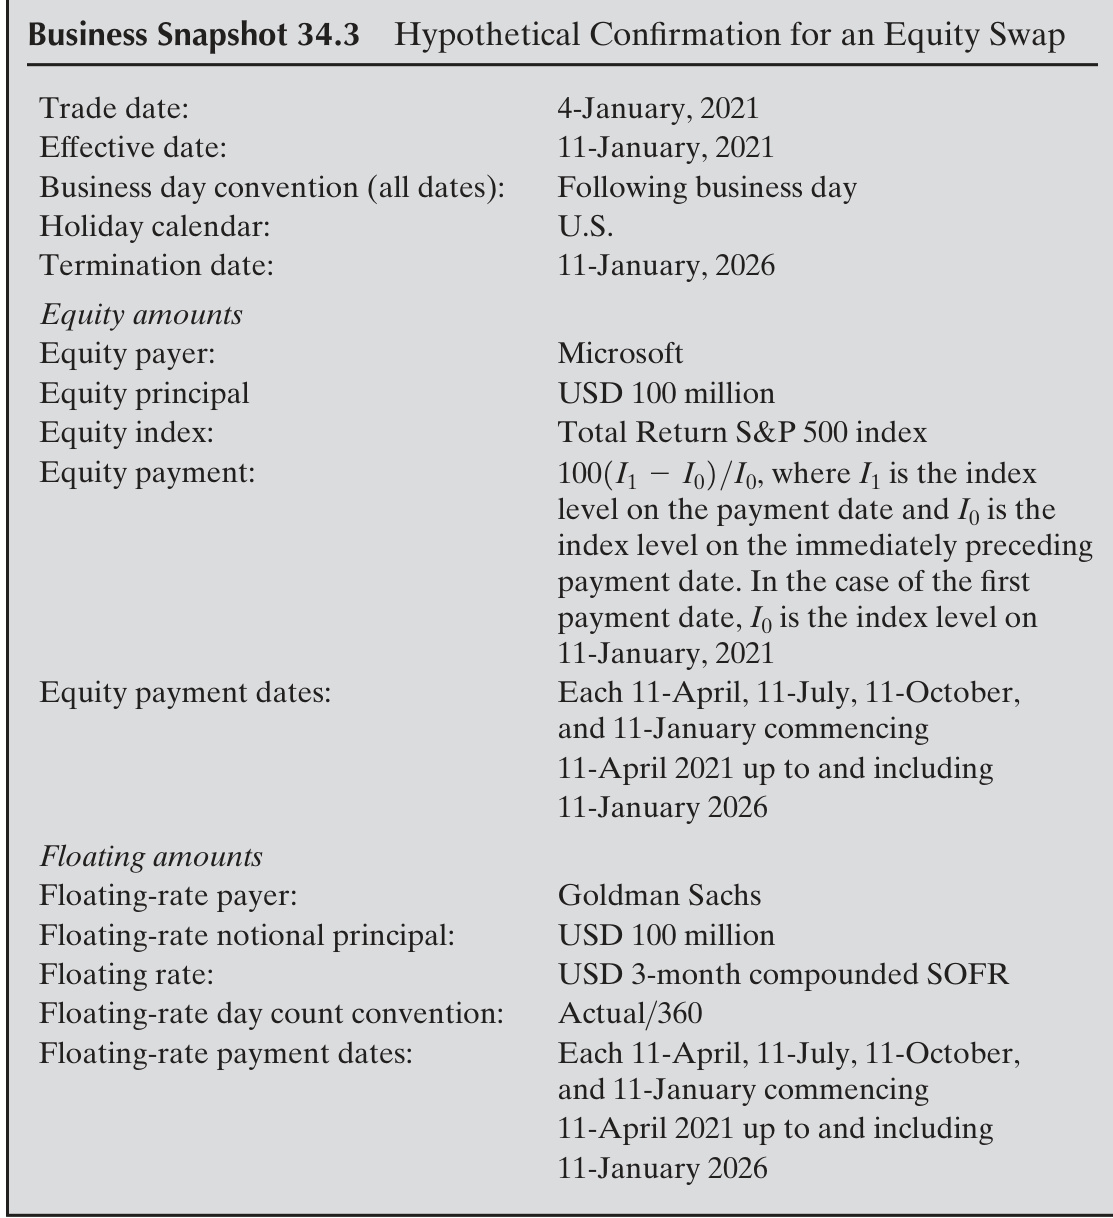 Business Snapshot 34.3 Hypothetical Confirmation for an Equity Swap
Trade date: 4-January, 2021
Effective date: 11-January, 2021
Business day convention (all dates): Following business day
Holiday calendar: U.S.
Termination date: 11-January, 2026
Equity amounts
Equity payer: Microsoft
Equity principal USD 100 million
Equity index: Total Return S&P 500 index
Equity payment: 100(I₁ − I₀)/I₀, where I₁ is the index
level on the payment date and I₀ is the
index level on the immediately preceding
payment date. In the case of the first
payment date, I₀ is the index level on
11-January, 2021
Equity payment dates: Each 11-April, 11-July, 11-October,
and 11-January commencing
11-April 2021 up to and including
11-January 2026
Floating amounts
Floating-rate payer: Goldman Sachs
Floating-rate notional principal: USD 100 million
Floating rate: USD 3-month compounded SOFR
Floating-rate day count convention: Actual/360
Floating-rate payment dates: Each 11-April, 11-July, 11-October,
and 11-January commencing
11-April 2021 up to and including
11-January 2026